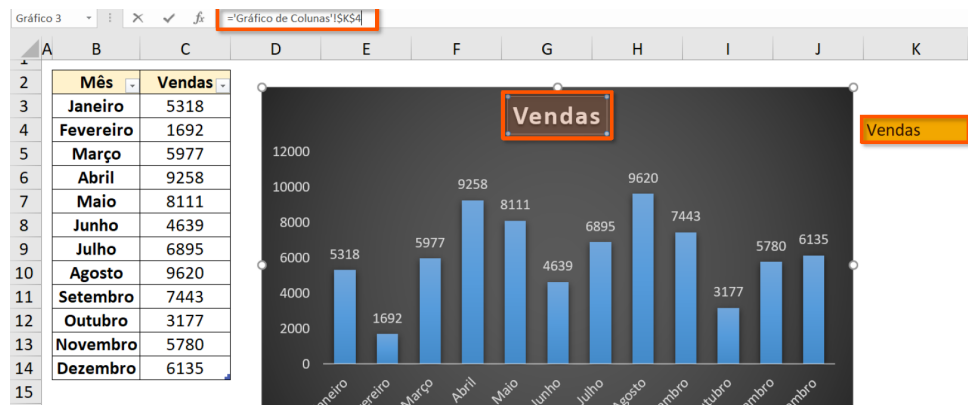 Gráfico 3 fx ='Gráfico de Colunas'!$K$4
A B C D E F G H I J K
2 Mês Vendas
3 Janeiro 5318
4 Fevereiro 1692
5 Março 5977
6 Abril 9258
7 Maio 8111
8 Junho 4639
9 Julho 6895
10 Agosto 9620
11 Setembro 7443
12 Outubro 3177
13 Novembro 5780
14 Dezembro 6135
15
Vendas
12000
10000
8000
6000
4000
2000
0
5318 1692 5977 9258 8111 4639 6895 9620 7443 3177 5780 6135
Março Abril Maio Junho Julho Agosto
Vendas